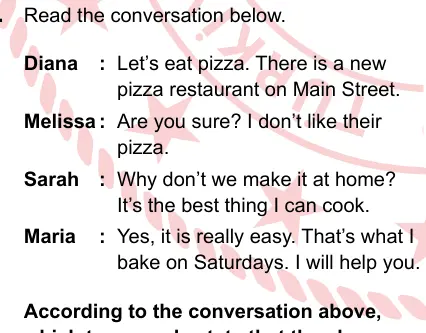 . Read the conversation below.
Diana : Let's eat pizza. There is a new
pizza restaurant on Main Street.
Melissa : Are you sure? I don't like their
pizza.
Sarah : Why don't we make it at home?
It's the best thing I can cook.
Maria : Yes, it is really easy. That's what I
bake on Saturdays. I will help you.
According to the conversation above,